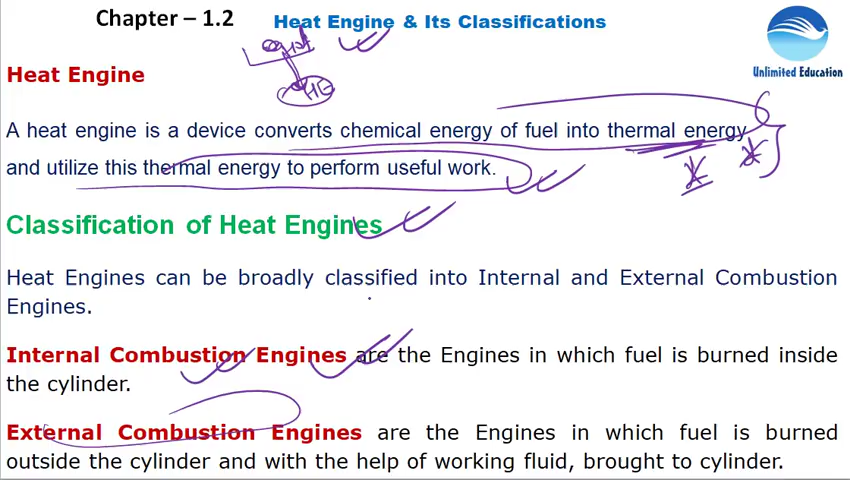 Chapter – 1.2
Heat Engine & Its Classifications
Unlimited Education
Heat Engine
HE
A heat engine is a device converts chemical energy of fuel into thermal energy
and utilize this thermal energy to perform useful work.
Classification of Heat Engines
Heat Engines can be broadly classified into Internal and External Combustion
Engines.
Internal Combustion Engines are the Engines in which fuel is burned inside
the cylinder.
External Combustion Engines are the Engines in which fuel is burned
outside the cylinder and with the help of working fluid, brought to cylinder.